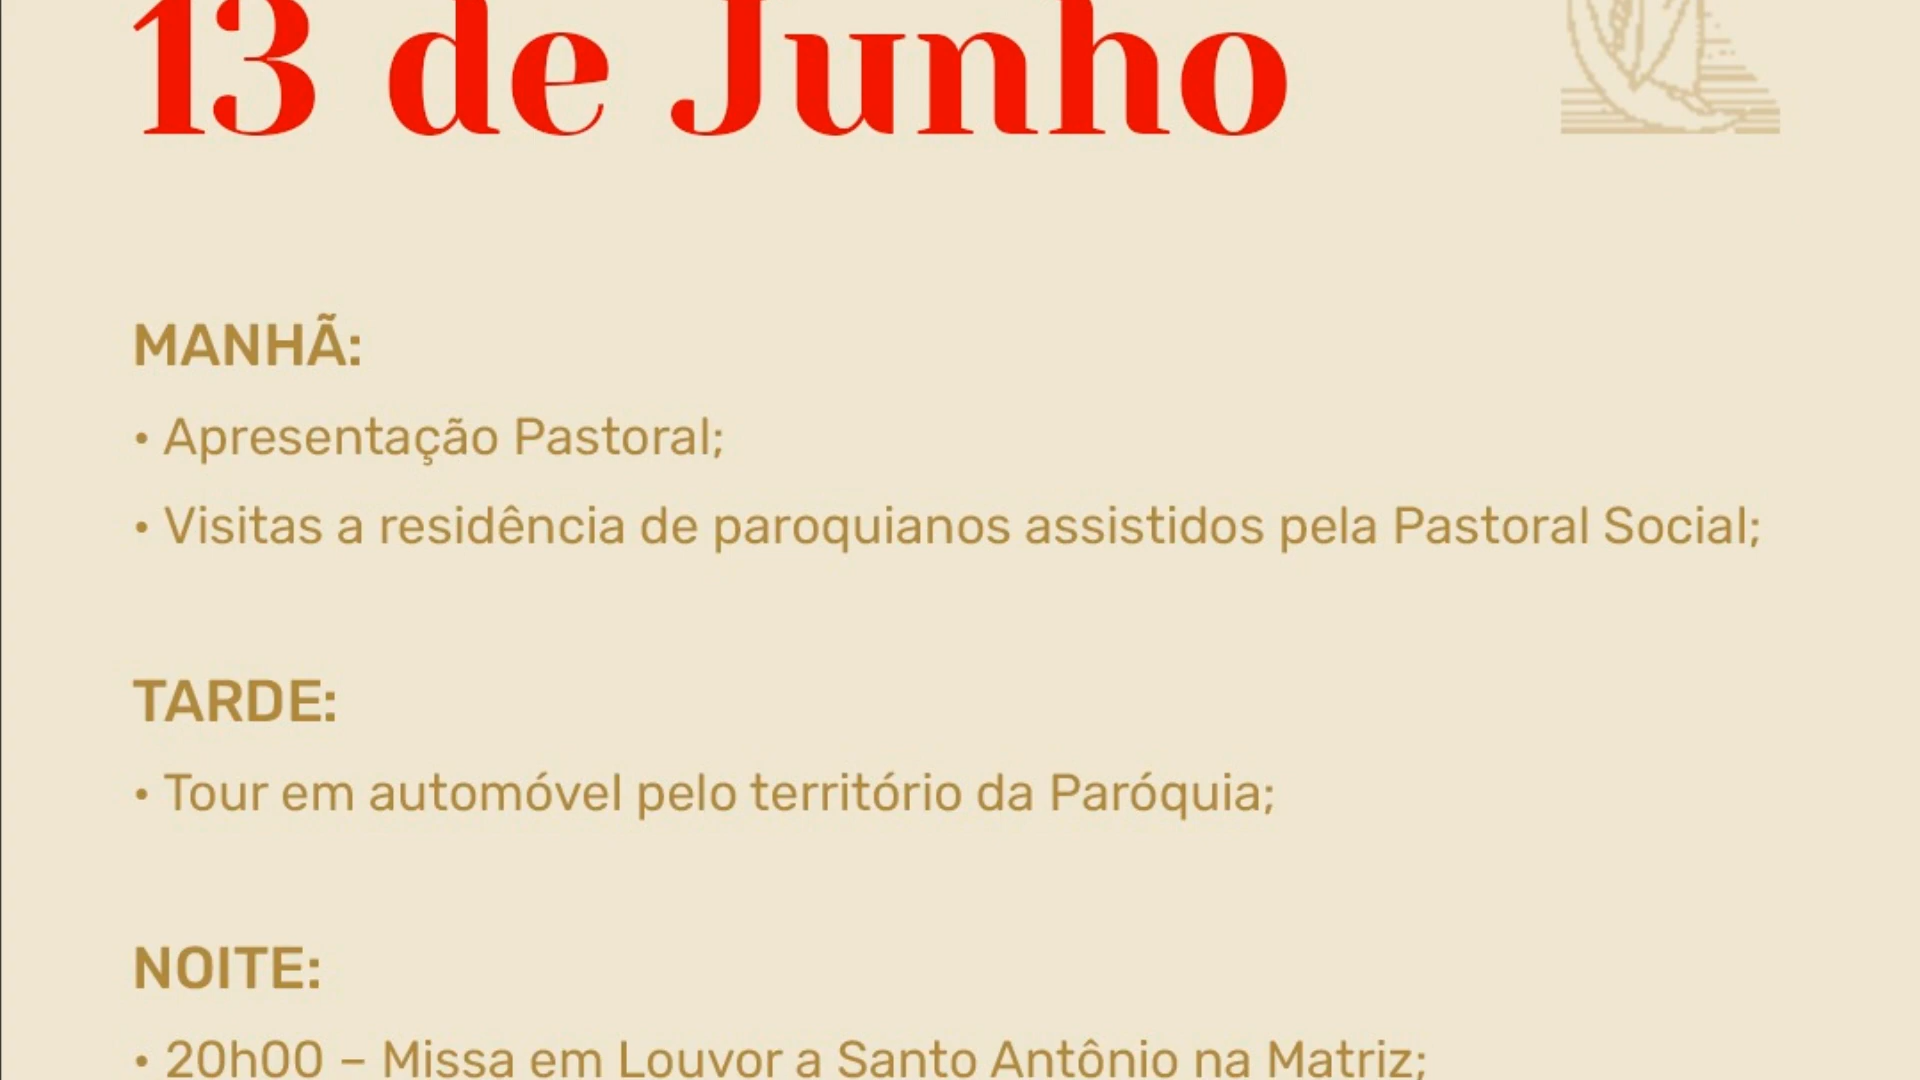 13 de Junho
MANHÃ:
• Apresentação Pastoral;
• Visitas a residência de paroquianos assistidos pela Pastoral Social;
TARDE:
• Tour em automóvel pelo território da Paróquia;
NOITE:
• 20h00 – Missa em Louvor a Santo Antônio na Matriz;